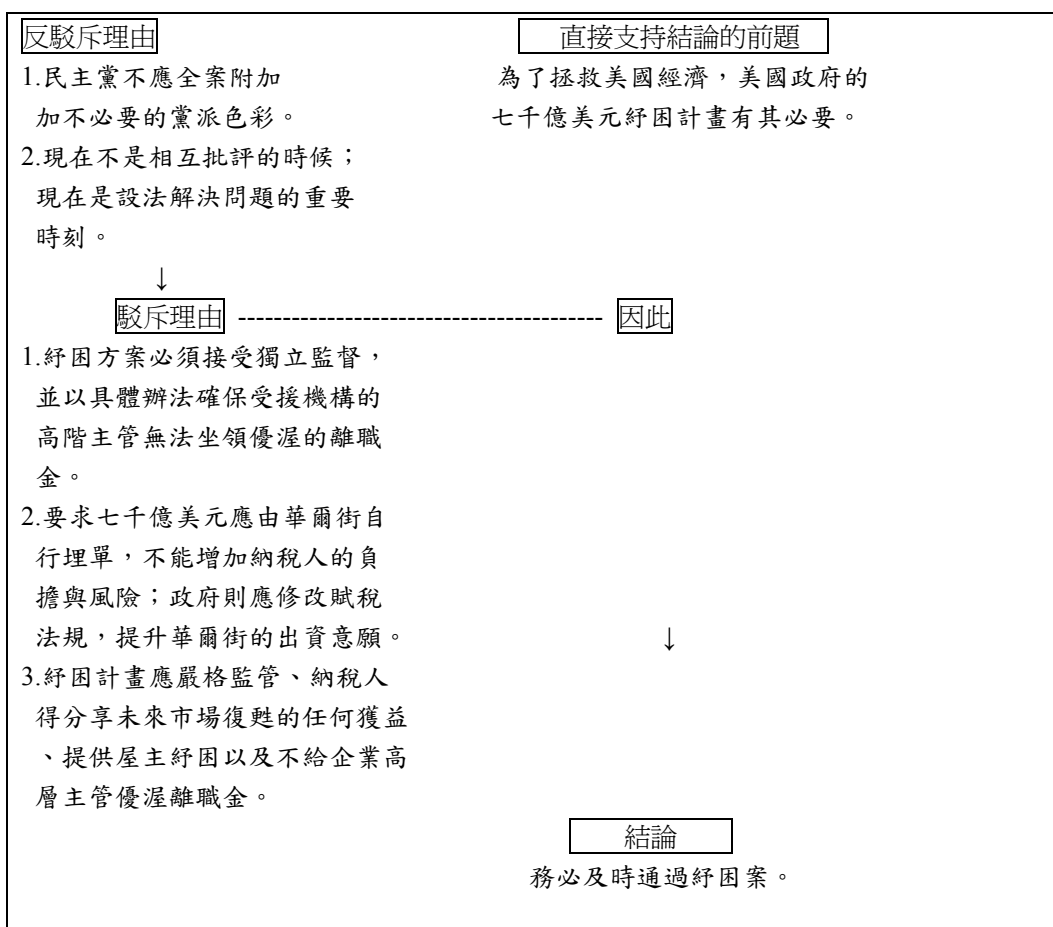 反駁斥理由
直接支持結論的前題
1.民主黨不應全案附加
加不必要的黨派色彩。
2.現在不是相互批評的時候；
現在是設法解決問題的重要
時刻。
為了拯救美國經濟，美國政府的
七千億美元紓困計畫有其必要。
↓
駁斥理由 ---------------------------------------- 因此
1.紓困方案必須接受獨立監督，
並以具體辦法確保受援機構的
高階主管無法坐領優渥的離職
金。
2.要求七千億美元應由華爾街自
行埋單，不能增加納稅人的負
擔與風險；政府則應修改賦稅
法規，提升華爾街的出資意願。
↓
3.紓困計畫應嚴格監管、納稅人
得分享未來市場復甦的任何獲益
、提供屋主紓困以及不給企業高
層主管優渥離職金。
結論
務必及時通過紓困案。